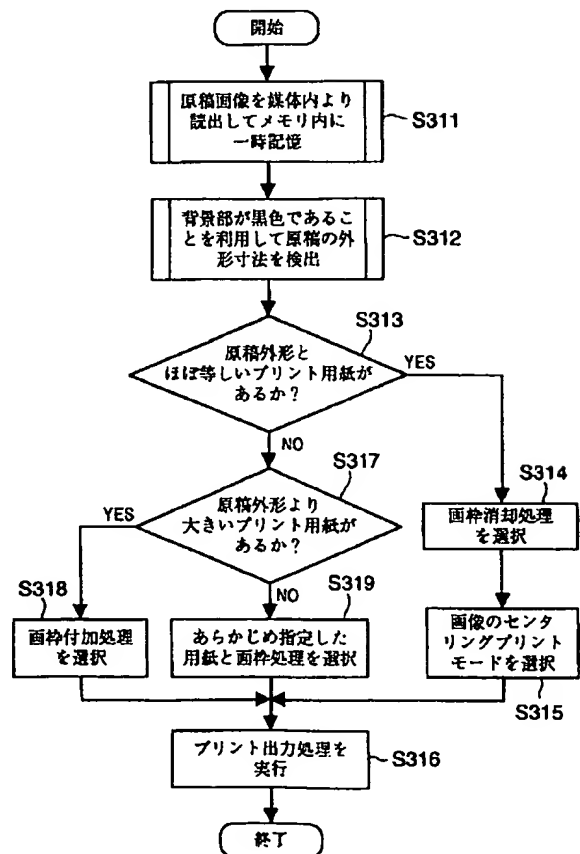 開始
原稿画像を媒体内より
読出してメモリ内に
一時記憶
S311
背景部が黒色であるこ
とを利用して原稿の外
形寸法を検出
S312
S313
原稿外形と
ほぼ等しいプリント用紙が
あるか？
YES
NO
S317
原稿外形より
大きいプリント用紙が
あるか？
YES
NO
S314
画枠消却処理
を選択
S318
画枠付加処理
を選択
S319
あらかじめ指定した
用紙と画枠処理を選択
画像のセンタ
リングプリント
モードを選択
S315
プリント出力処理を
実行
S316
終了